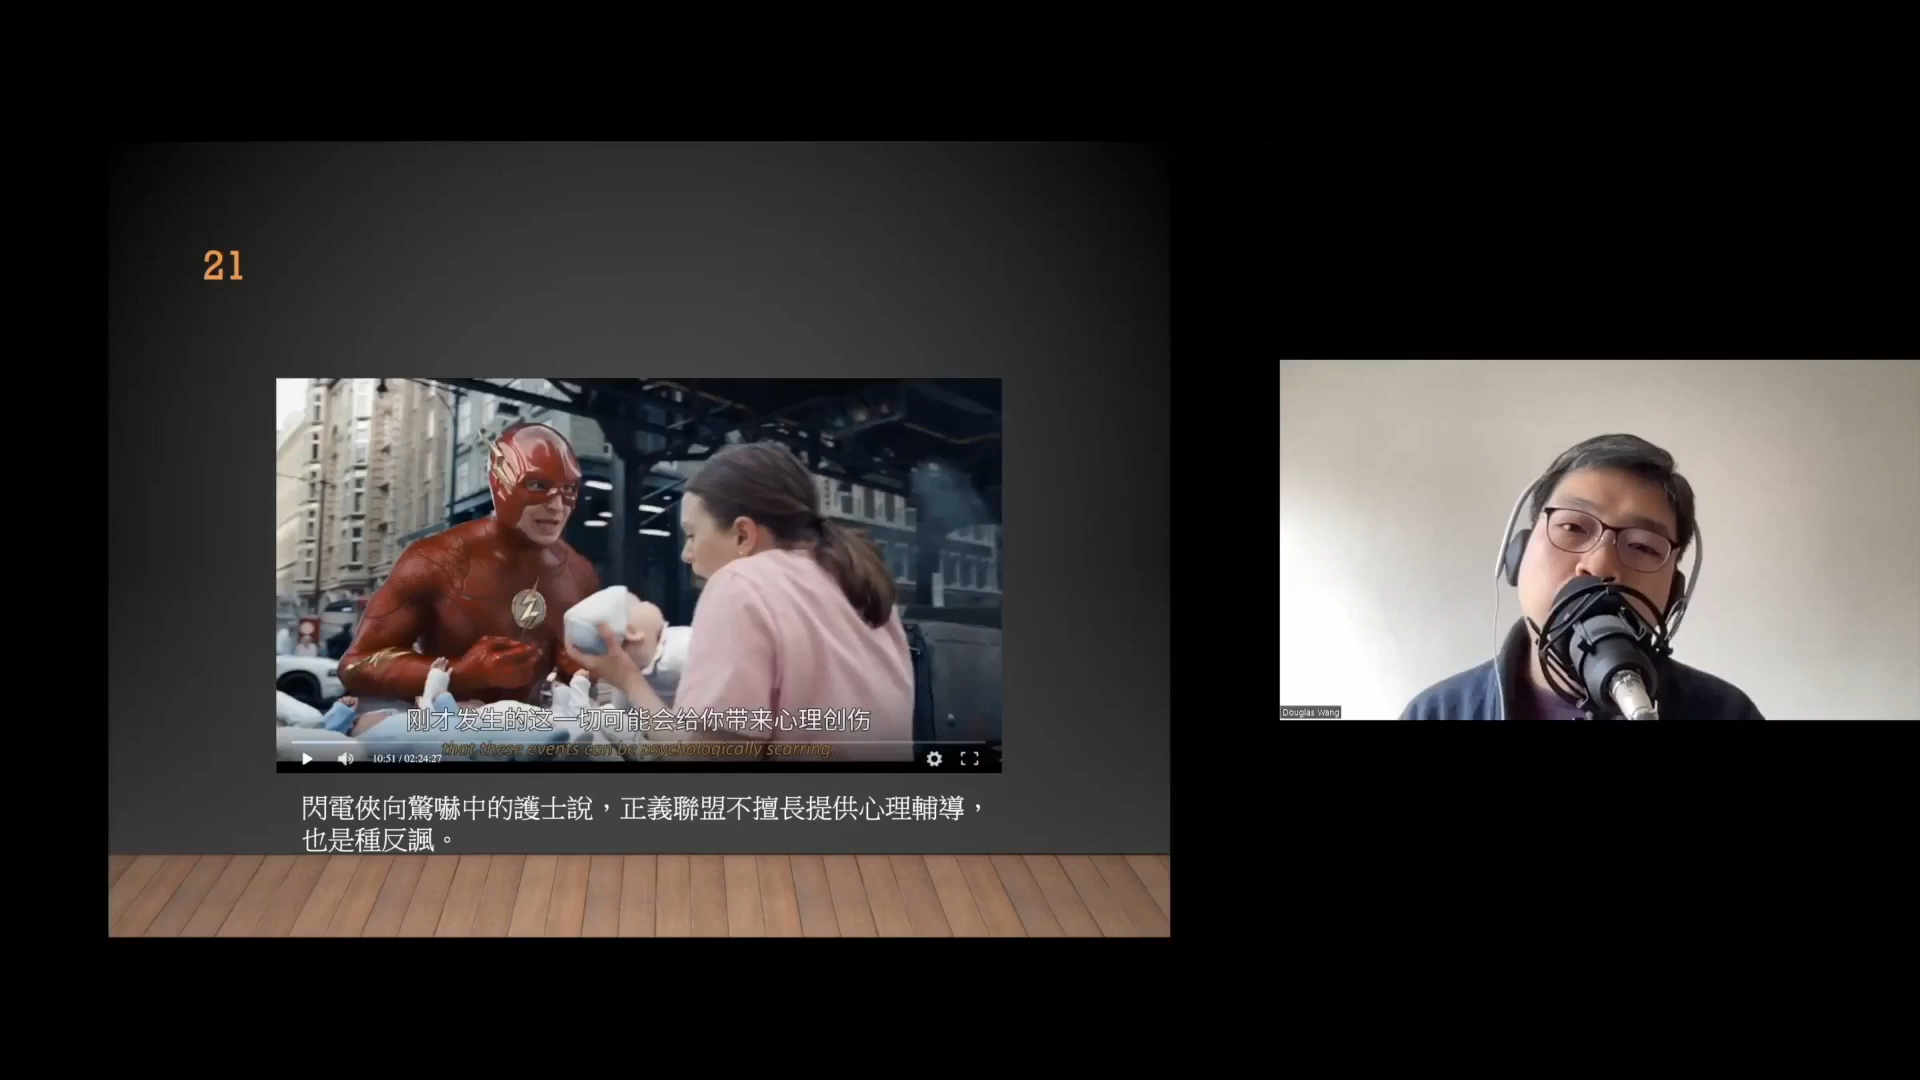 21
刚才发生的这一切可能会给你带来心理创伤
that these events can be psychologically scarring.
10:51 / 02:24:27
閃電俠向驚嚇中的護士說，正義聯盟不擅長提供心理輔導，
也是種反諷。
Douglas Wang